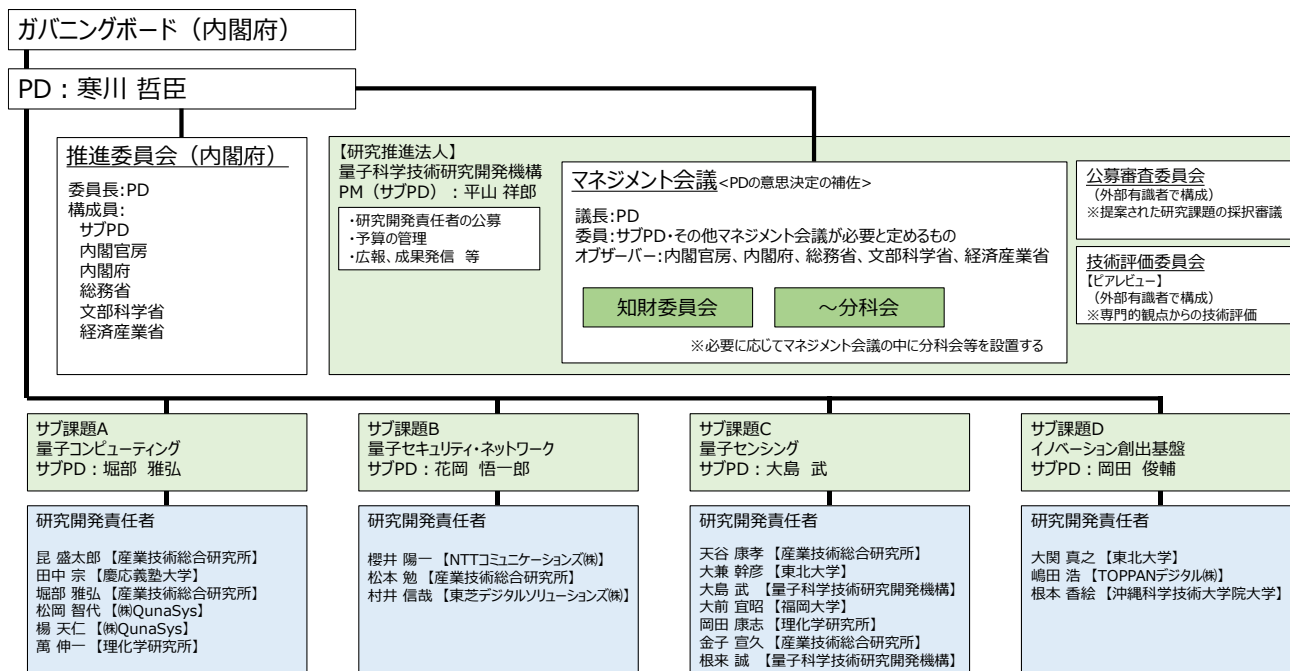 ガバニングボード（内閣府）
PD：寒川 哲臣
推進委員会（内閣府）
委員長:PD
構成員:
サブPD
内閣官房
内閣府
総務省
文部科学省
経済産業省
【研究推進法人】
量子科学技術研究開発機構
PM（サブPD）：平山 祥郎
・研究開発責任者の公募
・予算の管理
・広報、成果発信 等
マネジメント会議<PDの意思決定の補佐>
議長:PD
委員:サブPD・その他マネジメント会議が必要と定めるもの
オブザーバー:内閣官房、内閣府、総務省、文部科学省、経済産業省
知財委員会
～分科会
※必要に応じてマネジメント会議の中に分科会等を設置する
公募審査委員会
（外部有識者で構成）
※提案された研究課題の採択審議
技術評価委員会
【ピアレビュー】
（外部有識者で構成）
※専門的観点からの技術評価
サブ課題A
量子コンピューティング
サブPD：堀部 雅弘
研究開発責任者
昆 盛太郎【産業技術総合研究所】
田中 宗【慶応義塾大学】
堀部 雅弘【産業技術総合研究所】
松岡 智代【㈱QunaSys】
楊 天任【㈱QunaSys】
萬 伸一【理化学研究所】
サブ課題B
量子セキュリティ・ネットワーク
サブPD：花岡 悟一郎
研究開発責任者
櫻井 陽一【NTTコミュニケーションズ㈱】
松本 勉【産業技術総合研究所】
村井 信哉【東芝デジタルソリューションズ㈱】
サブ課題C
量子センシング
サブPD：大島 武
研究開発責任者
天谷 康孝【産業技術総合研究所】
大兼 幹彦【東北大学】
大島 武【量子科学技術研究開発機構】
大前 宣昭【福岡大学】
岡田 康志【理化学研究所】
金子 宣久【産業技術総合研究所】
根来 誠【量子科学技術研究開発機構】
サブ課題D
イノベーション創出基盤
サブPD：岡田 俊輔
研究開発責任者
大関 真之【東北大学】
嶋田 浩【TOPPANデジタル㈱】
根本 香絵【沖縄科学技術大学院大学】